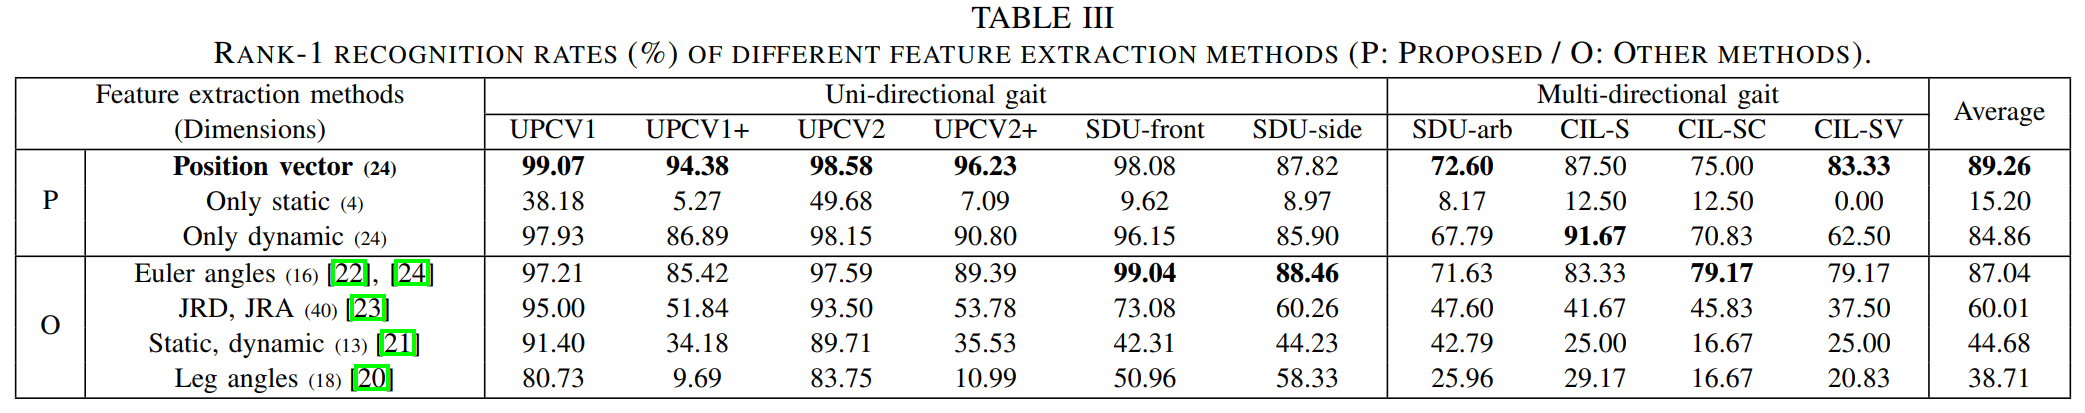 TABLE III
RANK-1 RECOGNITION RATES (%) OF DIFFERENT FEATURE EXTRACTION METHODS (P: PROPOSED / O: OTHER METHODS).
Feature extraction methods (Dimensions) Uni-directional gait Multi-directional gait Average
UPCV1 UPCV1+ UPCV2 UPCV2+ SDU-front SDU-side SDU-arb CIL-S CIL-SC CIL-SV
P
Position vector (24) 99.07 94.38 98.58 96.23 98.08 87.82 72.60 87.50 75.00 83.33 89.26
Only static (4) 38.18 5.27 49.68 7.09 9.62 8.97 8.17 12.50 12.50 0.00 15.20
Only dynamic (24) 97.93 86.89 98.15 90.80 96.15 85.90 67.79 91.67 70.83 62.50 84.86
O
Euler angles (16) [22], [24] 97.21 85.42 97.59 89.39 99.04 88.46 71.63 83.33 79.17 79.17 87.04
JRD, JRA (40) [23] 95.00 51.84 93.50 53.78 73.08 60.26 47.60 41.67 45.83 37.50 60.01
Static, dynamic (13) [21] 91.40 34.18 89.71 35.53 42.31 44.23 42.79 25.00 16.67 25.00 44.68
Leg angles (18) [20] 80.73 9.69 83.75 10.99 50.96 58.33 25.96 29.17 16.67 20.83 38.71